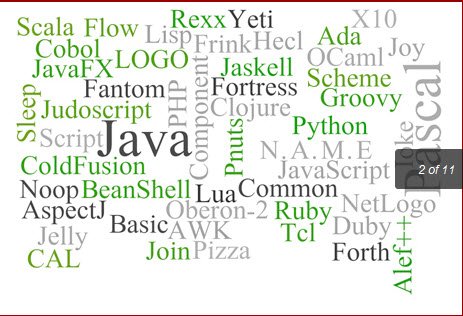 Scala Flow Lisp Rexx Yeti X10
Cobol LOGO Frink Hecl Ada Joy
JavaFX Jaskell OCaml
Fantom Fortress Scheme
Sleep Judoscript PHP Component Clojure Groovy Pascal
Script Java Pnuts Python
N.A.M.E
ColdFusion JavaScript 2 of 11
Noop BeanShell Lua Common NetLogo
AspectJ Basic Oberon-2 Ruby Duby
Jelly AWK Tcl
CAL Join Pizza Forth Alef++